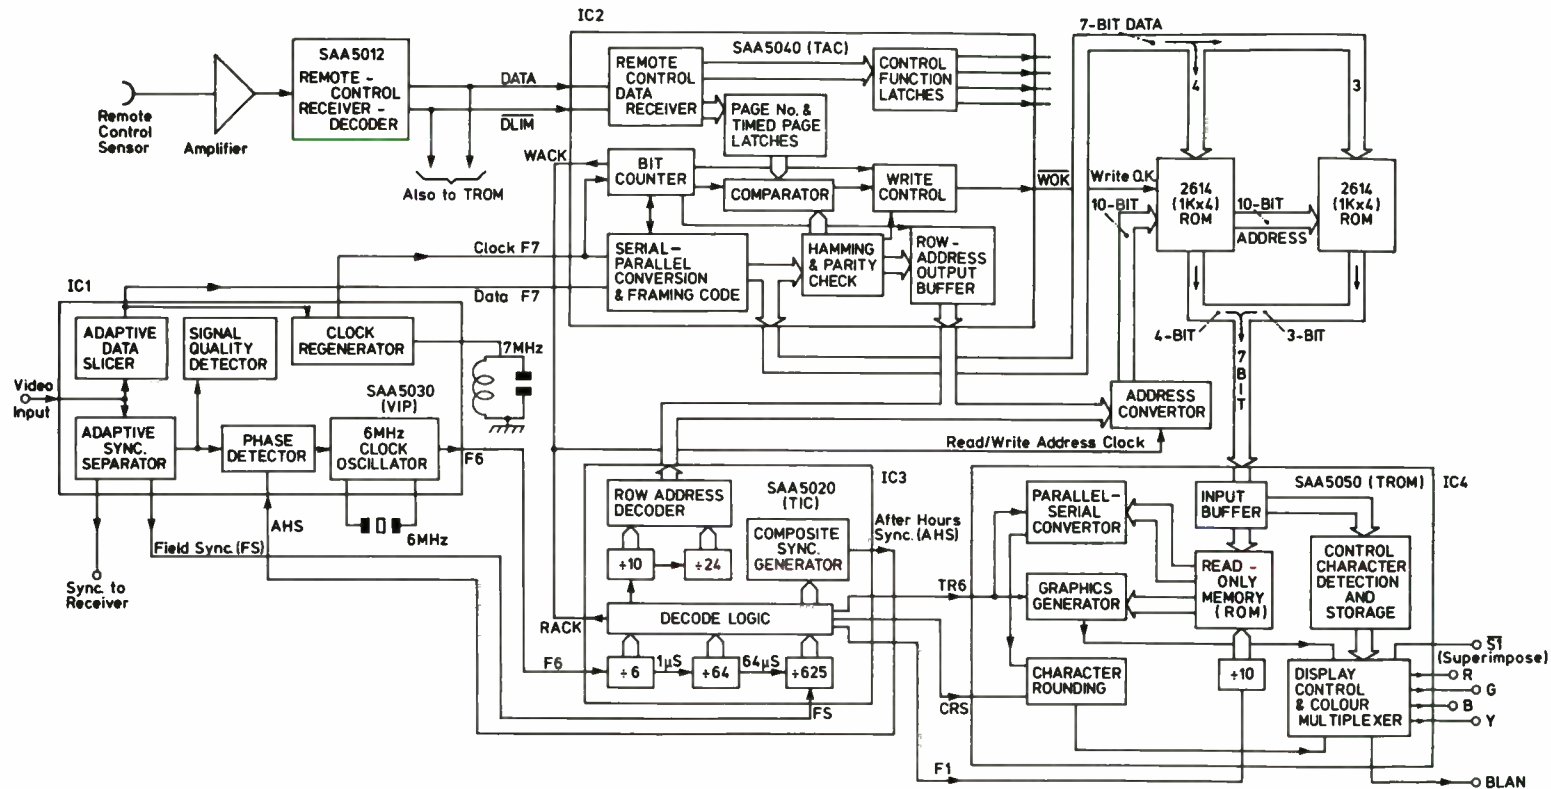 IC2
7-BIT DATA
SAA5012
REMOTE -
CONTROL
RECEIVER -
DECODER
Remote
Control
Sensor
Amplifier
DATA
DLIM
Also to TROM
SAA5040 (TAC)
REMOTE
CONTROL
DATA
RECEIVER
CONTROL
FUNCTION
LATCHES
PAGE No. &
TIMED PAGE
LATCHES
WACK
BIT
COUNTER
COMPARATOR
WRITE
CONTROL
WOK
Write O.K.
SERIAL-
PARALLEL
CONVERSION
& FRAMING CODE
HAMMING
& PARITY
CHECK
ROW-
ADDRESS
OUTPUT
BUFFER
4
3
2614
(1Kx4)
ROM
2614
(1Kx4)
ROM
10-BIT
10-BIT
ADDRESS
4-BIT
3-BIT
7
BIT
Clock F7
Data F7
IC1
ADAPTIVE
DATA
SLICER
SIGNAL
QUALITY
DETECTOR
CLOCK
REGENERATOR
7MHz
Video
Input
SAA5030
(VIP)
ADAPTIVE
SYNC.
SEPARATOR
PHASE
DETECTOR
6MHz
CLOCK
OSCILLATOR
F6
AHS
6MHz
Field Sync.(FS)
Sync. to
Receiver
ADDRESS
CONVERTOR
Read/Write Address Clock
IC3
SAA5020
(TIC)
ROW ADDRESS
DECODER
COMPOSITE
SYNC.
GENERATOR
After Hours
Sync.(AHS)
÷10
÷24
RACK
DECODE LOGIC
F6
÷6
1µS
÷64
64µS
÷625
FS
TR6
CRS
F1
SAA5050 (TROM)
IC4
PARALLEL-
SERIAL
CONVERTOR
INPUT
BUFFER
GRAPHICS
GENERATOR
READ -
ONLY
MEMORY
(ROM)
CONTROL
CHARACTER
DETECTION
AND
STORAGE
CHARACTER
ROUNDING
÷10
DISPLAY
CONTROL
& COLOUR
MULTIPLEXER
S1
(Superimpose)
R
G
B
Y
BLAN